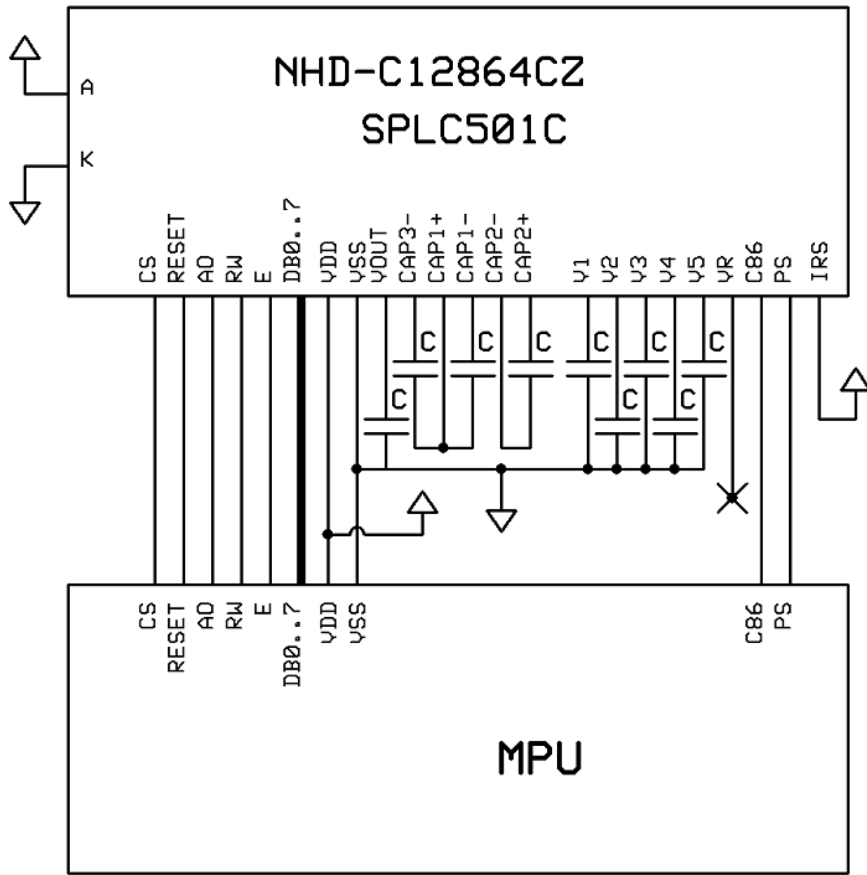 NHD-C12864CZ
SPLC501C
A
K
CS
RESET
A0
RW
E
DB0..7
VDD
VSS
VOUT
CAP3-
CAP1+
CAP1-
CAP2-
CAP2+
V1
V2
V3
V4
V5
VR
C86
PS
IRS
C
C
C
C
C
C
C
C
C
CS
RESET
A0
RW
E
DB0..7
VDD
VSS
C86
PS
MPU